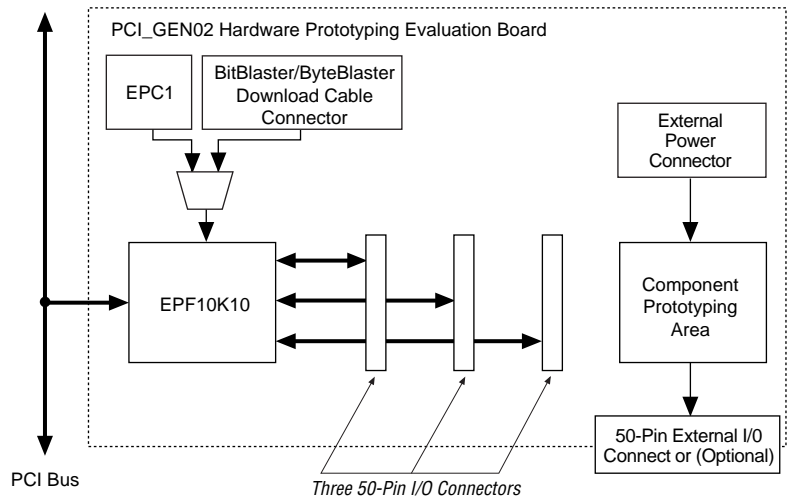 PCI_GEN02 Hardware Prototyping Evaluation Board
EPC1
BitBlaster/ByteBlaster
Download Cable
Connector
External
Power
Connector
EPF10K10
Component
Prototyping
Area
50-Pin External I/0
Connect or (Optional)
PCI Bus
Three 50-Pin I/O Connectors